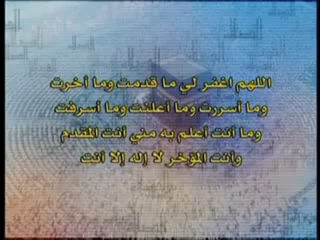 اللهم اغفر لي ما قدمت وما أخرت
وما أسررت وما أعلنت وما أسرفت
وما أنت أعلم به مني أنت المقدم
وأنت المؤخر لا إله إلا أنت